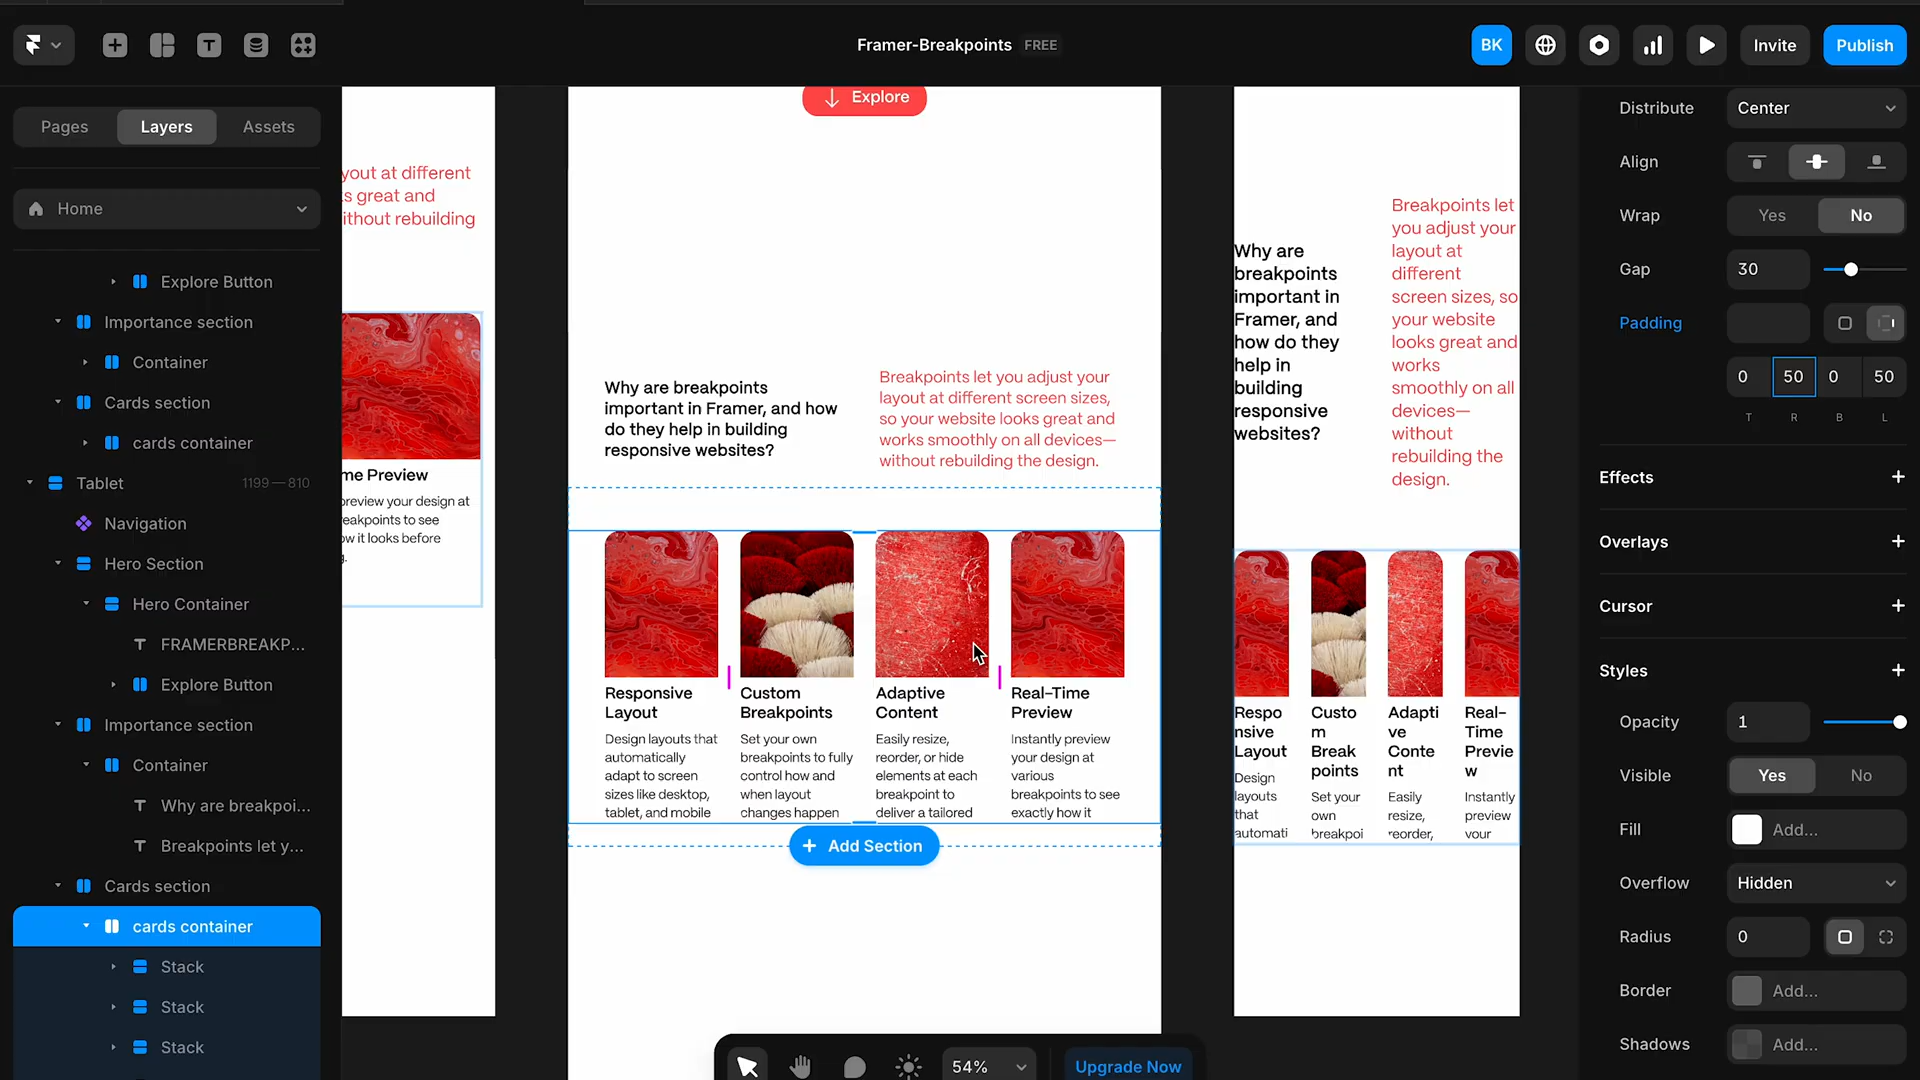 Framer-Breakpoints FREE
BK
Invite
Publish
Pages
Layers
Assets
Home
Explore Button
Importance section
Container
Cards section
cards container
Tablet 1199—810
Navigation
Hero Section
Hero Container
FRAMERBREAKP...
Explore Button
Importance section
Container
Why are breakpoi...
Breakpoints let y...
Cards section
cards container
Stack
Stack
Stack
yout at different
s great and
ithout rebuilding
me Preview
preview your design at
eakpoints to see
ow it looks before
g.
Explore
Why are breakpoints
important in Framer, and how
do they help in building
responsive websites?
Breakpoints let you adjust your
layout at different screen sizes,
so your website looks great and
works smoothly on all devices—
without rebuilding the design.
Responsive
Layout
Design layouts that
automatically
adapt to screen
sizes like desktop,
tablet, and mobile
Custom
Breakpoints
Set your own
breakpoints to fully
control how and
when layout
changes happen
Adaptive
Content
Easily resize,
reorder, or hide
elements at each
breakpoint to
deliver a tailored
Real-Time
Preview
Instantly preview
your design at
various
breakpoints to see
exactly how it
Add Section
54%
Upgrade Now
Why are
breakpoints
important in
Framer, and
how do they
help in
building
responsive
websites?
Breakpoints let
you adjust your
layout at
different
screen sizes, so
your website
looks great and
works
smoothly on all
devices—
without
rebuilding the
design.
Respo
nsive
Layout
Design
layouts
that
automati
Custo
m
Break
points
Set your
own
breakpoi
Adapti
ve
Conte
nt
Easily
resize,
reorder,
Real-
Time
Previe
w
Instantly
preview
your
Distribute Center
Align
Wrap Yes No
Gap 30
Padding
0 50 0 50
T R B L
Effects
Overlays
Cursor
Styles
Opacity 1
Visible Yes No
Fill Add...
Overflow Hidden
Radius 0
Border Add...
Shadows Add...